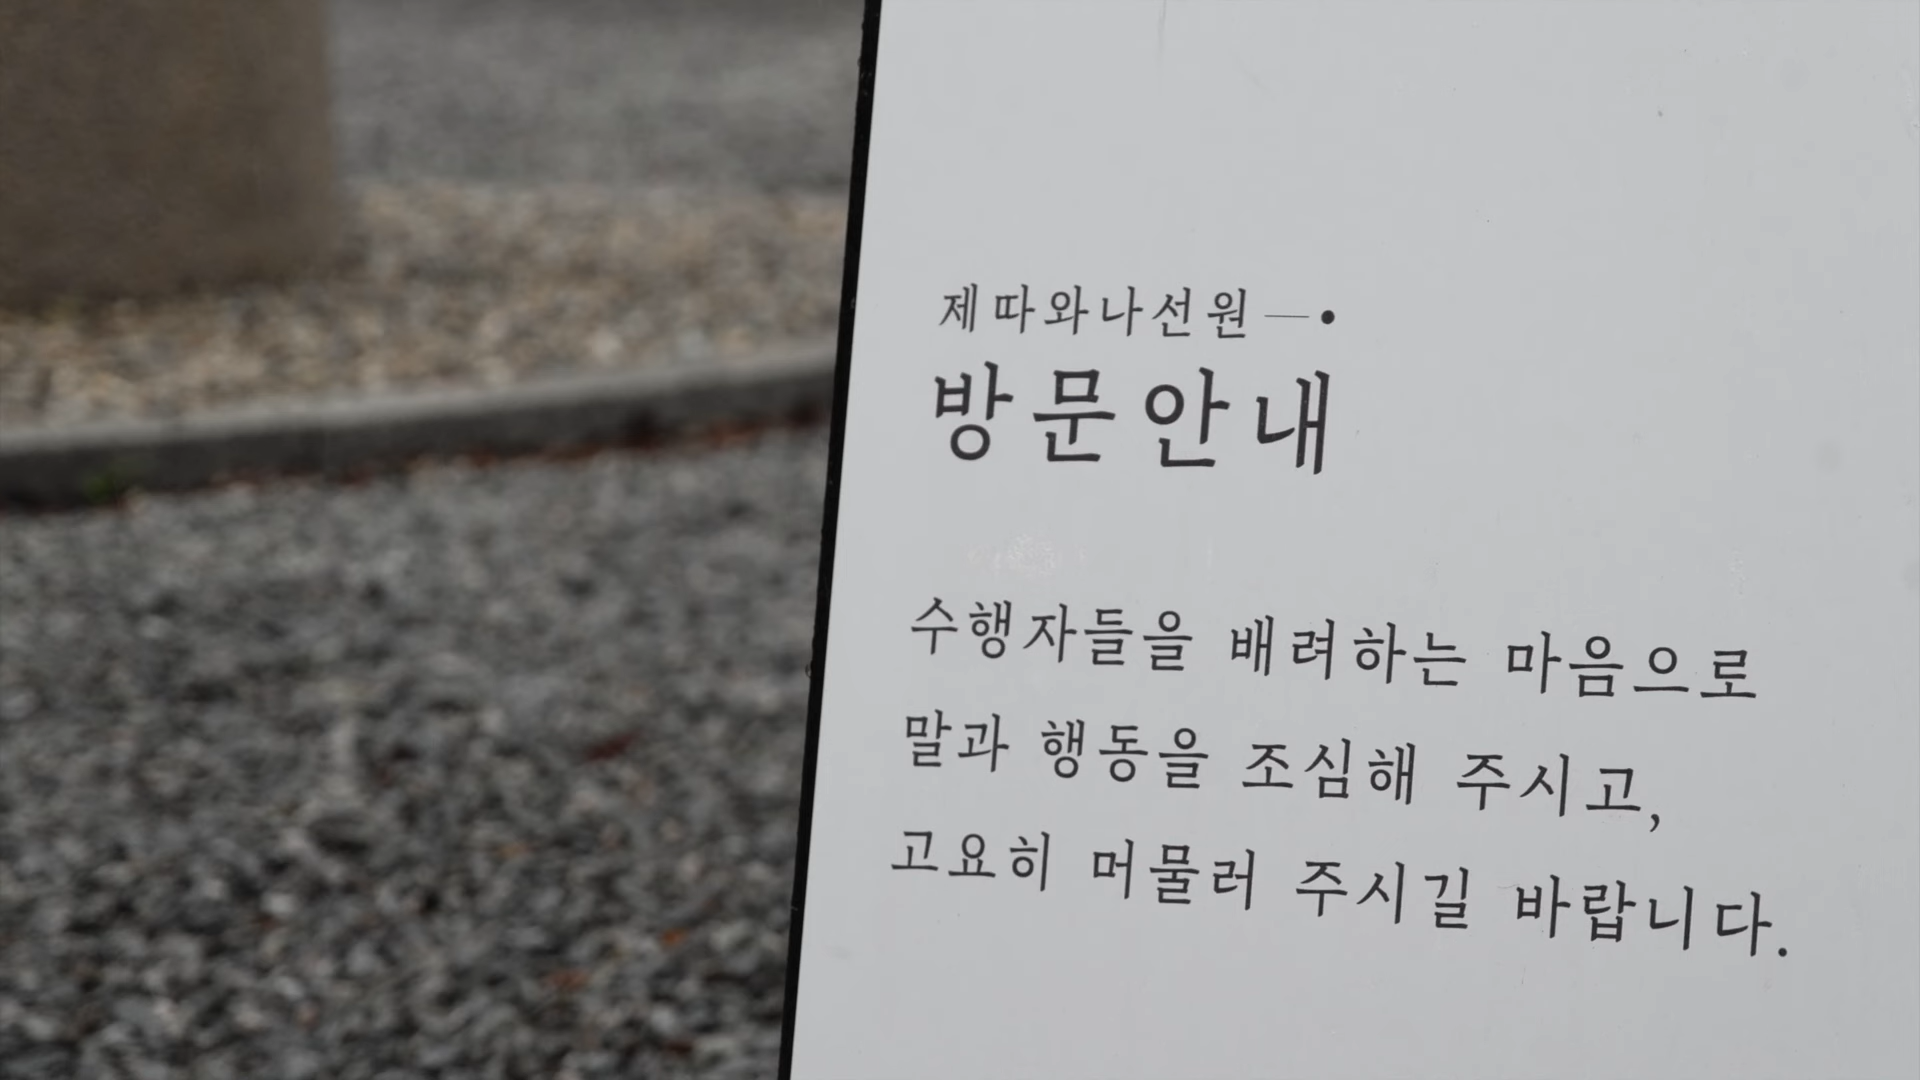 제따와나선원
방문안내
수행자들을 배려하는 마음으로
말과 행동을 조심해 주시고,
고요히 머물러 주시길 바랍니다.